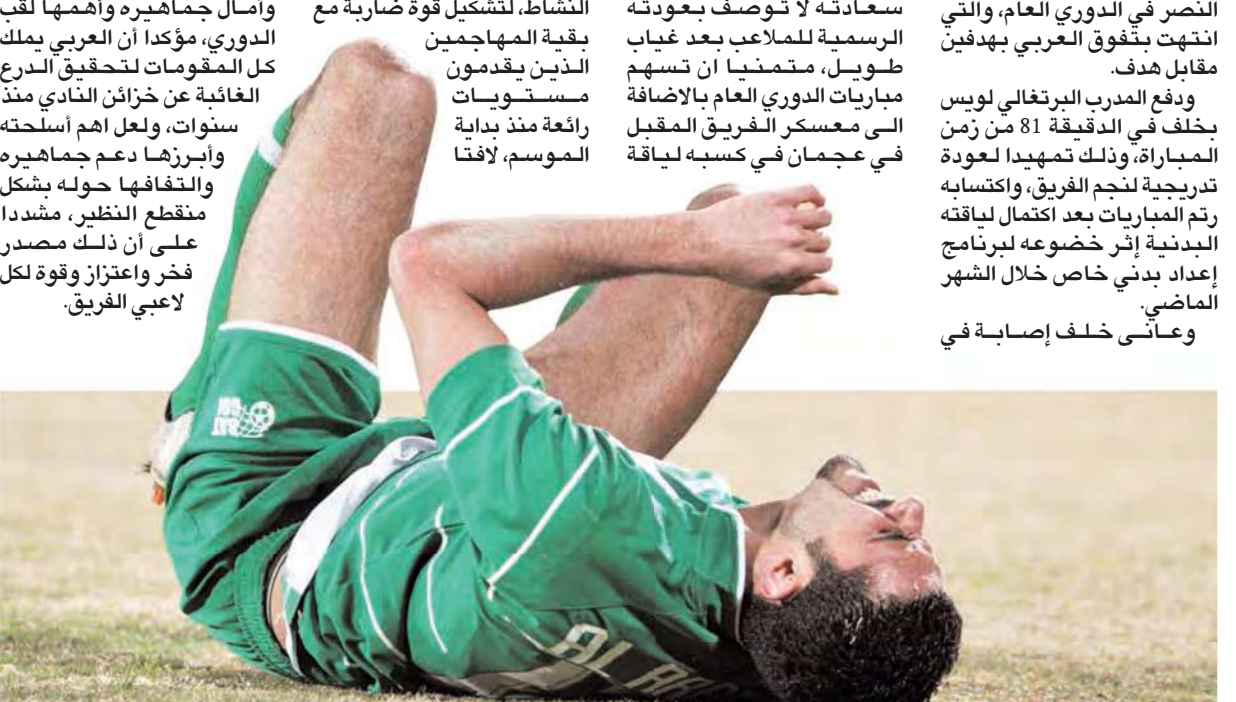 النصر في الدوري العام، والتي
انتهت بتفوق العربي بهدفين
مقابل هدف.
ودفع المدرب البرتغالي لويس
بخلف في الدقيقة 81 من زمن
المباراة، وذلك تمهيدا لعودة
تدريجية لنجم الفريق، واكتسابه
رتم المباريات بعد اكتمال لياقته
البدنية إثر خضوعه لبرنامج
إعداد بدني خاص خلال الشهر
الماضي.
وعانى خلف إصابة في
سعادته لا توصف بعودته
الرسمية للملاعب بعد غياب
طويل، متمنيا ان تسهم
مباريات الدوري العام بالاضافة
الى معسكر الفريق المقبل
في عجمان في كسبه لياقة
النشاط، لتشكيل قوة ضاربة مع
بقية المهاجمين
الذين يقدمون
مستويات
رائعة منذ بداية
الموسم، لافتا
وآمال جماهيره وأهمها لقب
الدوري، مؤكدا أن العربي يملك
كل المقومات لتحقيق الدرع
الغائبة عن خزائن النادي منذ
سنوات، ولعل اهم أسلحته
وأبرزها دعم جماهيره
والتفافها حوله بشكل
منقطع النظير، مشددا
على أن ذلك مصدر
فخر واعتزاز وقوة لكل
لاعبي الفريق.